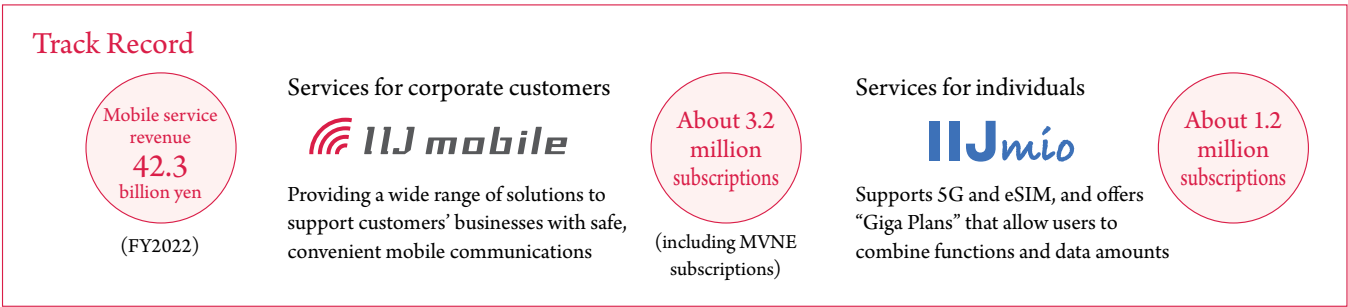 Track Record
Mobile service
revenue
42.3
billion yen
(FY2022)
Services for corporate customers
IIJ mobile
Providing a wide range of solutions to
support customers’ businesses with safe,
convenient mobile communications
About 3.2
million
subscriptions
(including MVNE
subscriptions)
Services for individuals
IIJmio
Supports 5G and eSIM, and offers
“Giga Plans” that allow users to
combine functions and data amounts
About 1.2
million
subscriptions